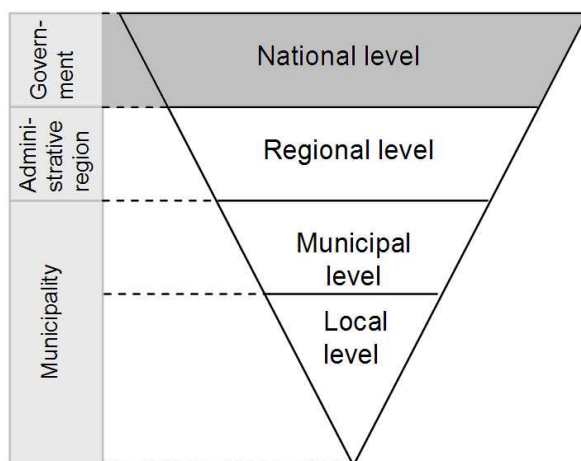 Govern-
ment
National level
Admini-
strative
region
Regional level
Municipality
Municipal
level
Local
level